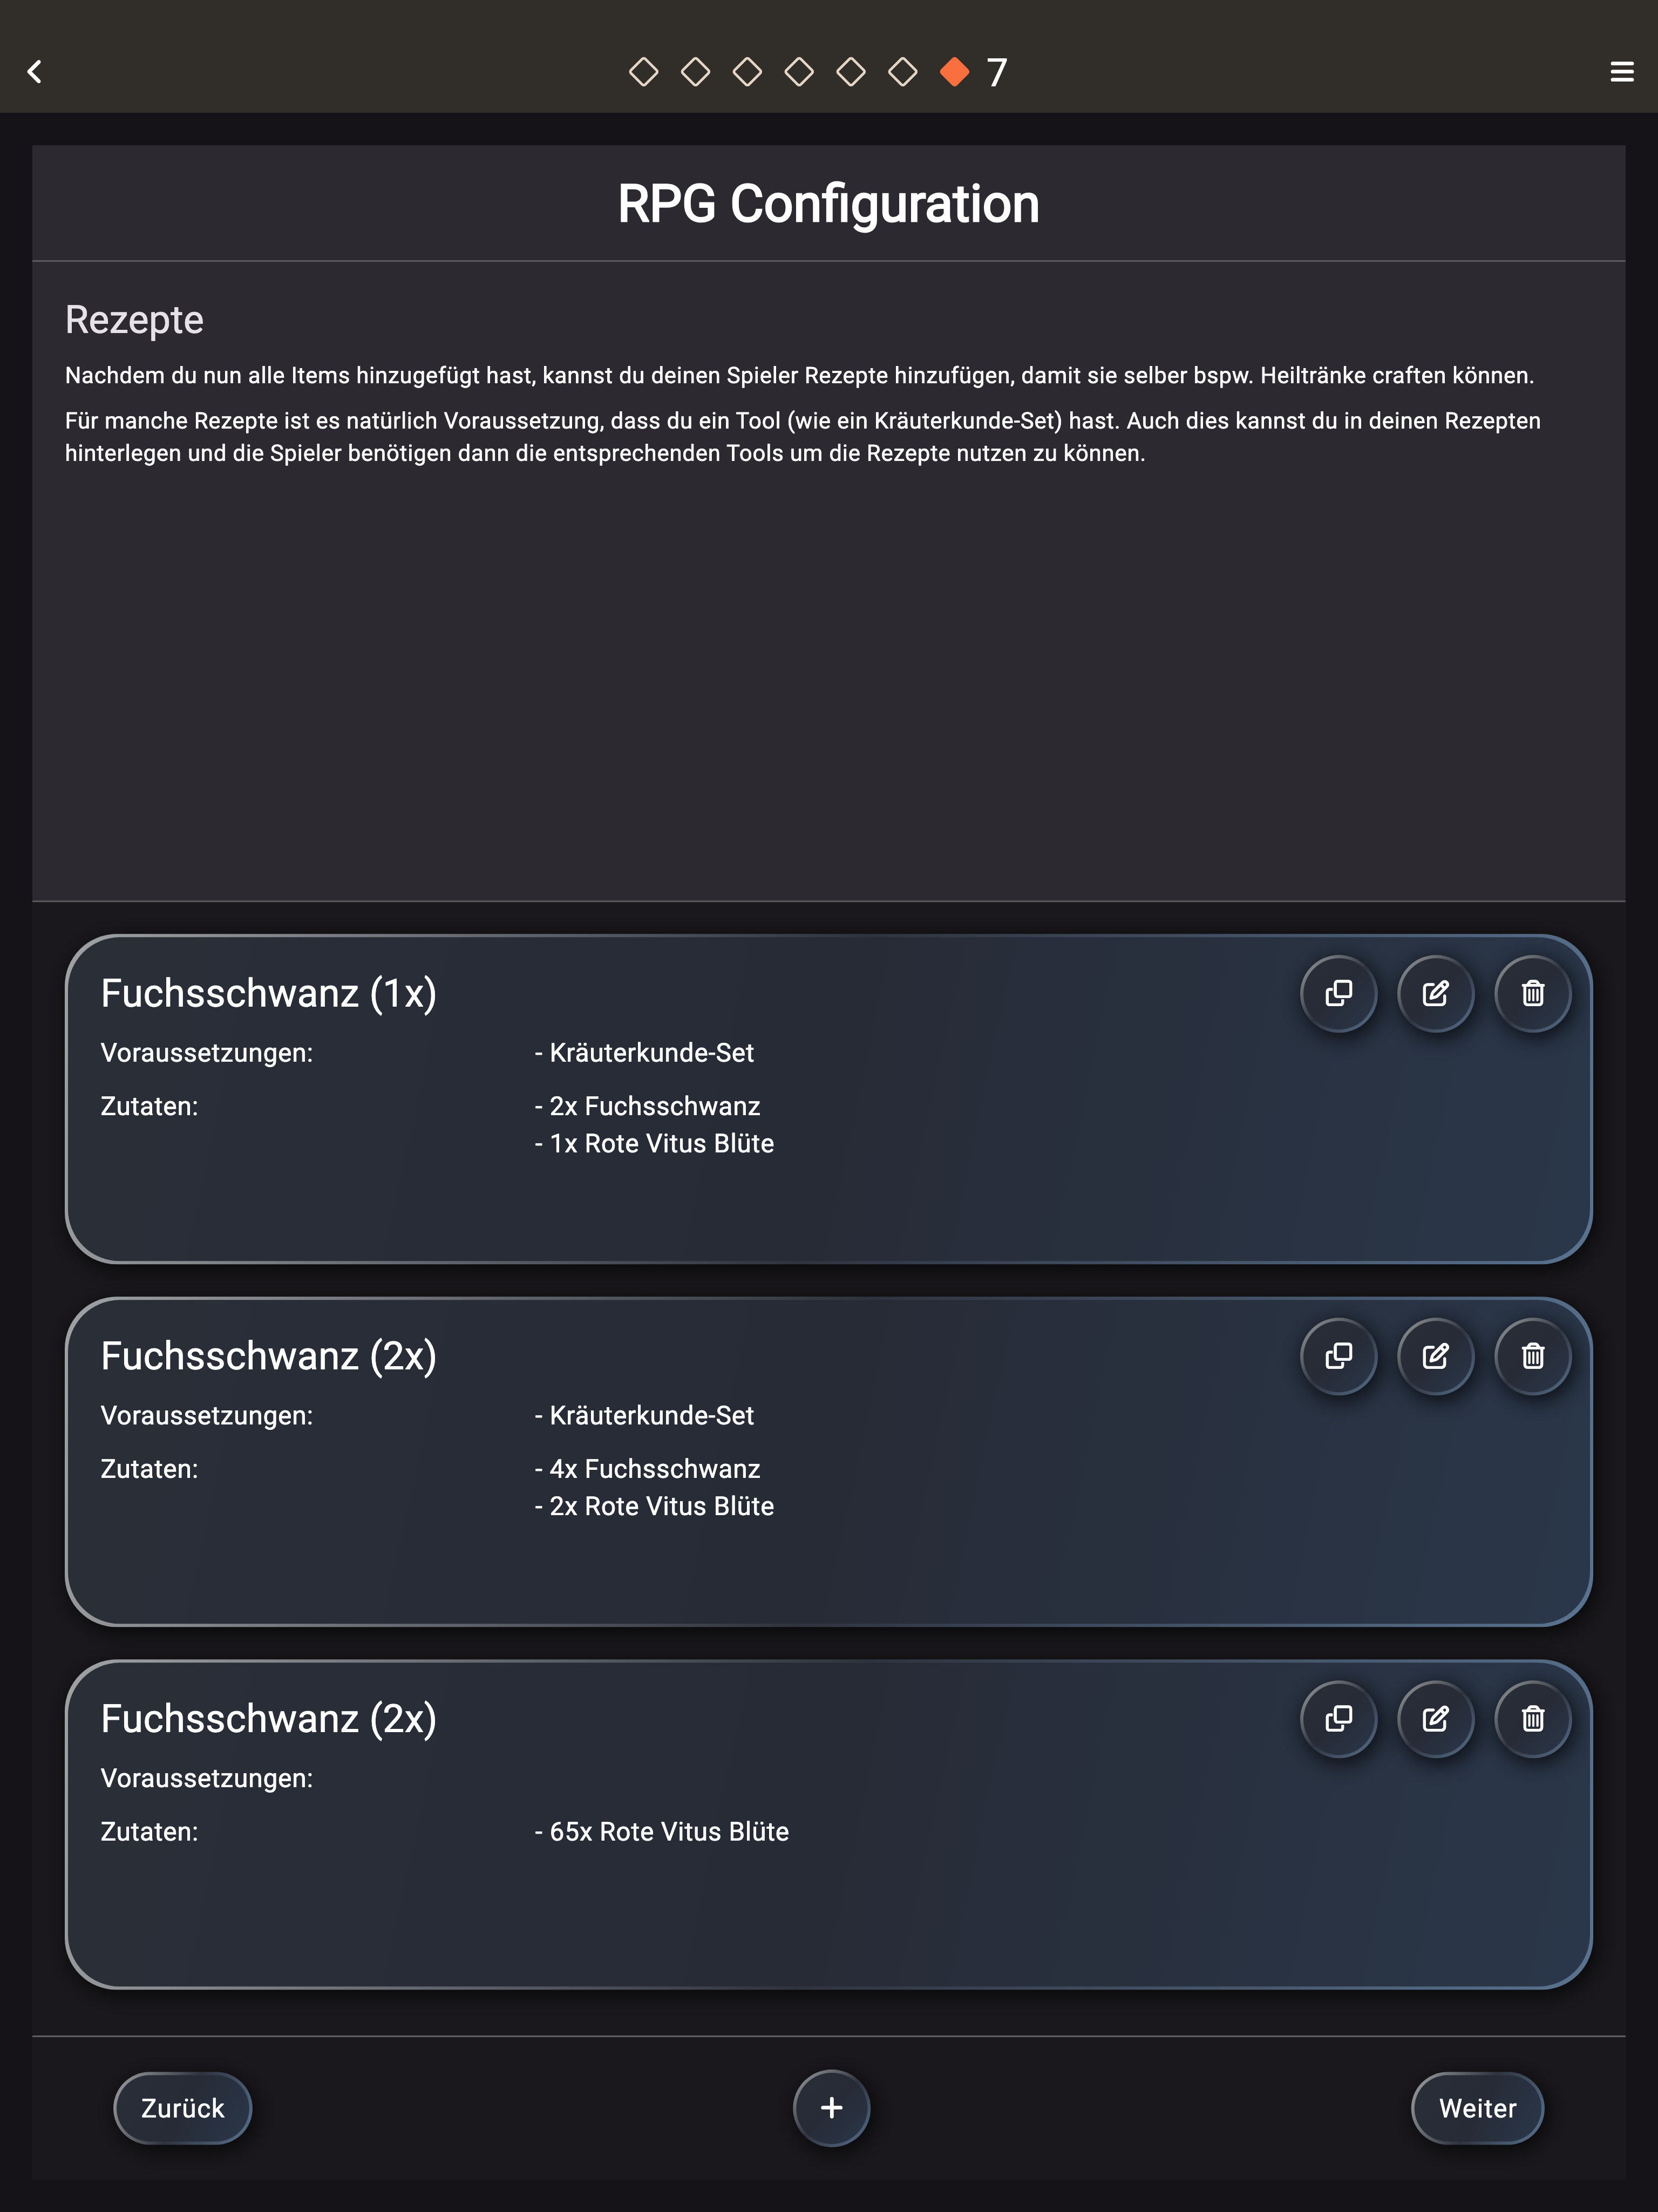 7
RPG Configuration
Rezepte
Nachdem du nun alle Items hinzugefügt hast, kannst du deinen Spieler Rezepte hinzufügen, damit sie selber bspw. Heiltränke craften können.
Für manche Rezepte ist es natürlich Voraussetzung, dass du ein Tool (wie ein Kräuterkunde-Set) hast. Auch dies kannst du in deinen Rezepten
hinterlegen und die Spieler benötigen dann die entsprechenden Tools um die Rezepte nutzen zu können.
Fuchsschwanz (1x)
Voraussetzungen: - Kräuterkunde-Set
Zutaten: - 2x Fuchsschwanz
- 1x Rote Vitus Blüte
Fuchsschwanz (2x)
Voraussetzungen: - Kräuterkunde-Set
Zutaten: - 4x Fuchsschwanz
- 2x Rote Vitus Blüte
Fuchsschwanz (2x)
Voraussetzungen:
Zutaten: - 65x Rote Vitus Blüte
Zurück + Weiter